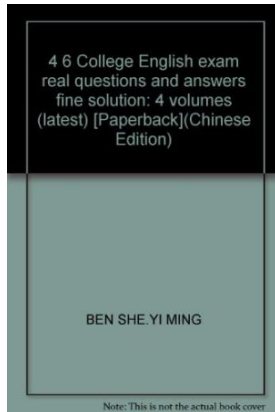 4 6 College English exam
real questions and answers
fine solution: 4 volumes
(latest) [Paperback](Chinese
Edition)
BEN SHE.YI MING
Note: This is not the actual book cover